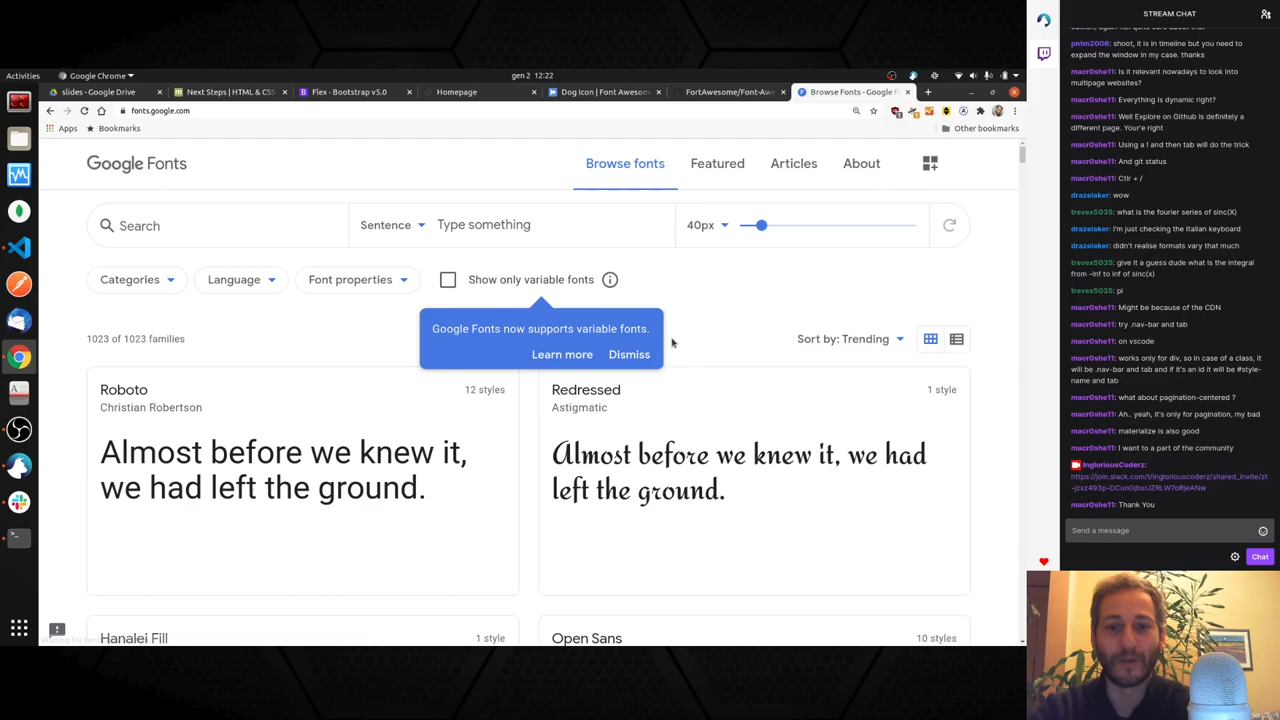 Activities
Google Chrome
gen 2 12:22
slides - Google Drive
Next Steps | HTML & CSS
Flex · Bootstrap v5.0
Homepage
Dog Icon | Font Awesom
FortAwesome/Font-Awe
Browse Fonts - Google F
fonts.google.com
Apps
Bookmarks
Other bookmarks
Google Fonts
Browse fonts
Featured
Articles
About
Search
Sentence
Type something
40px
Categories
Language
Font properties
Show only variable fonts
Google Fonts now supports variable fonts.
Learn more
Dismiss
1023 of 1023 families
Sort by: Trending
Roboto
12 styles
Christian Robertson
Almost before we knew it,
we had left the ground.
Redressed
1 style
Astigmatic
Almost before we knew it, we had
left the ground.
Hanalei Fill
1 style
Open Sans
10 styles
STREAM CHAT
pntm2006: shoot, it is in timeline but you need to
expand the window in my case. thanks
macr0she11: Is it relevant nowadays to look into
multipage websites?
macr0she11: Everything is dynamic right?
macr0she11: Well Explore on Github is definitely a
different page. Your'e right
macr0she11: Using a ! and then tab will do the trick
macr0she11: And git status
macr0she11: Ctlr + /
drazelaker: wow
trevex5035: what is the fourier series of sinc(X)
drazelaker: i'm just checking the Italian keyboard
drazelaker: didn't realise formats vary that much
trevex5035: give it a guess dude what is the integral
from -inf to inf of sinc(x)
trevex5035: pi
macr0she11: Might be because of the CDN
macr0she11: try .nav-bar and tab
macr0she11: on vscode
macr0she11: works only for div, so in case of a class, it
will be .nav-bar and tab and if it's an id it will be #style-
name and tab
macr0she11: what about pagination-centered ?
macr0she11: Ah.. yeah, it's only for pagination, my bad
macr0she11: materialize is also good
macr0she11: I want to a part of the community
IngloriousCoderz:
https://join.slack.com/t/ingloriouscoderz/shared_invite/zt
macr0she11: Thank You
Send a message
Chat